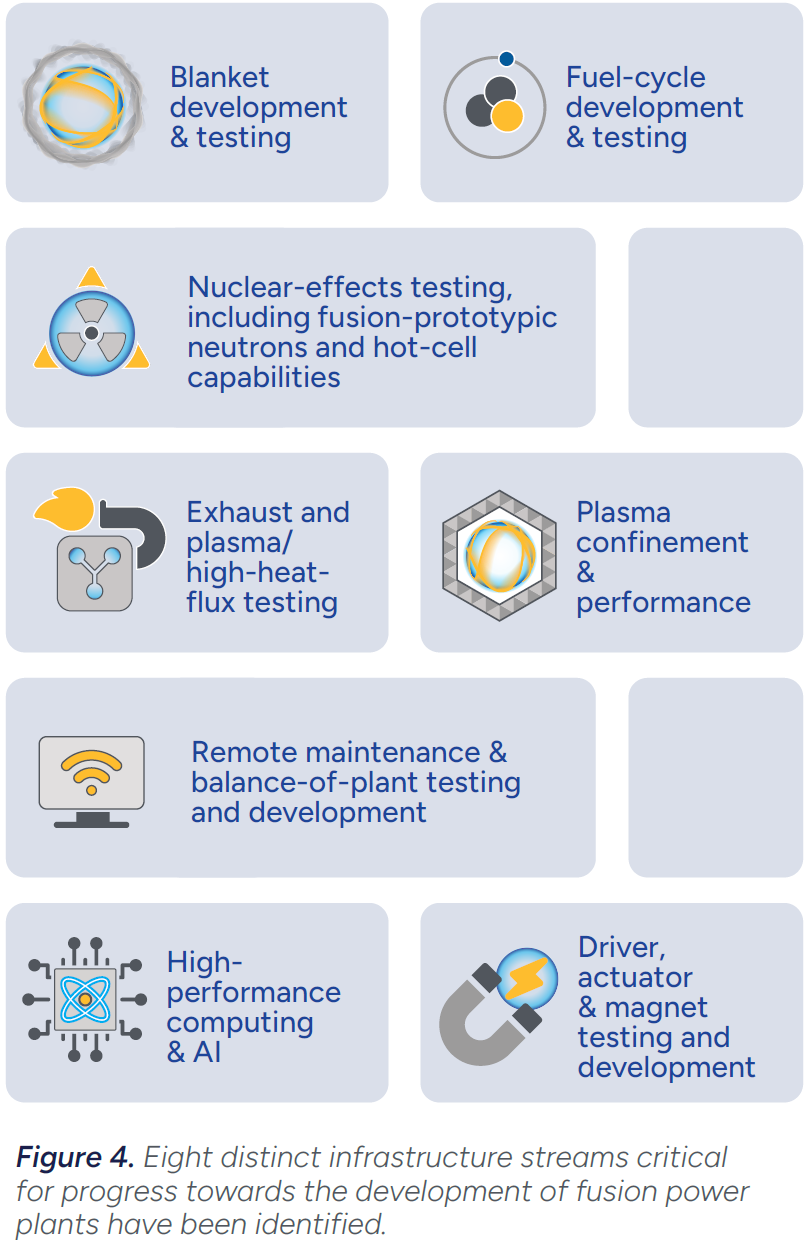 Blanket
development
& testing
Fuel-cycle
development
& testing
Nuclear-effects testing,
including fusion-prototypic
neutrons and hot-cell
capabilities
Exhaust and
plasma/
high-heat-
flux testing
Plasma
confinement
&
performance
Remote maintenance &
balance-of-plant testing
and development
High-
performance
computing
& AI
Driver,
actuator
& magnet
testing and
development
Figure 4. Eight distinct infrastructure streams critical
for progress towards the development of fusion power
plants have been identified.